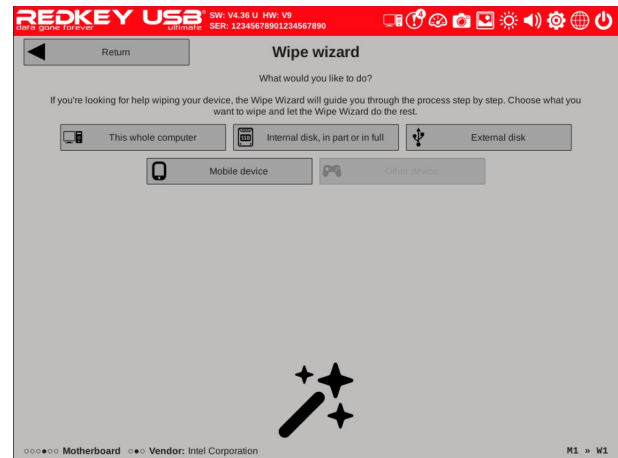 REDKEY USB®
data gone forever
ultimate
SW: V4.36 U HW: V9
SER: 12345678901234567890
4
Return
Wipe wizard
What would you like to do?
If you're looking for help wiping your device, the Wipe Wizard will guide you through the process step by step. Choose what you
want to wipe and let the Wipe Wizard do the rest.
This whole computer
SSD
Internal disk, in part or in full
External disk
Mobile device
Other device
Motherboard Vendor: Intel Corporation
M1 » W1